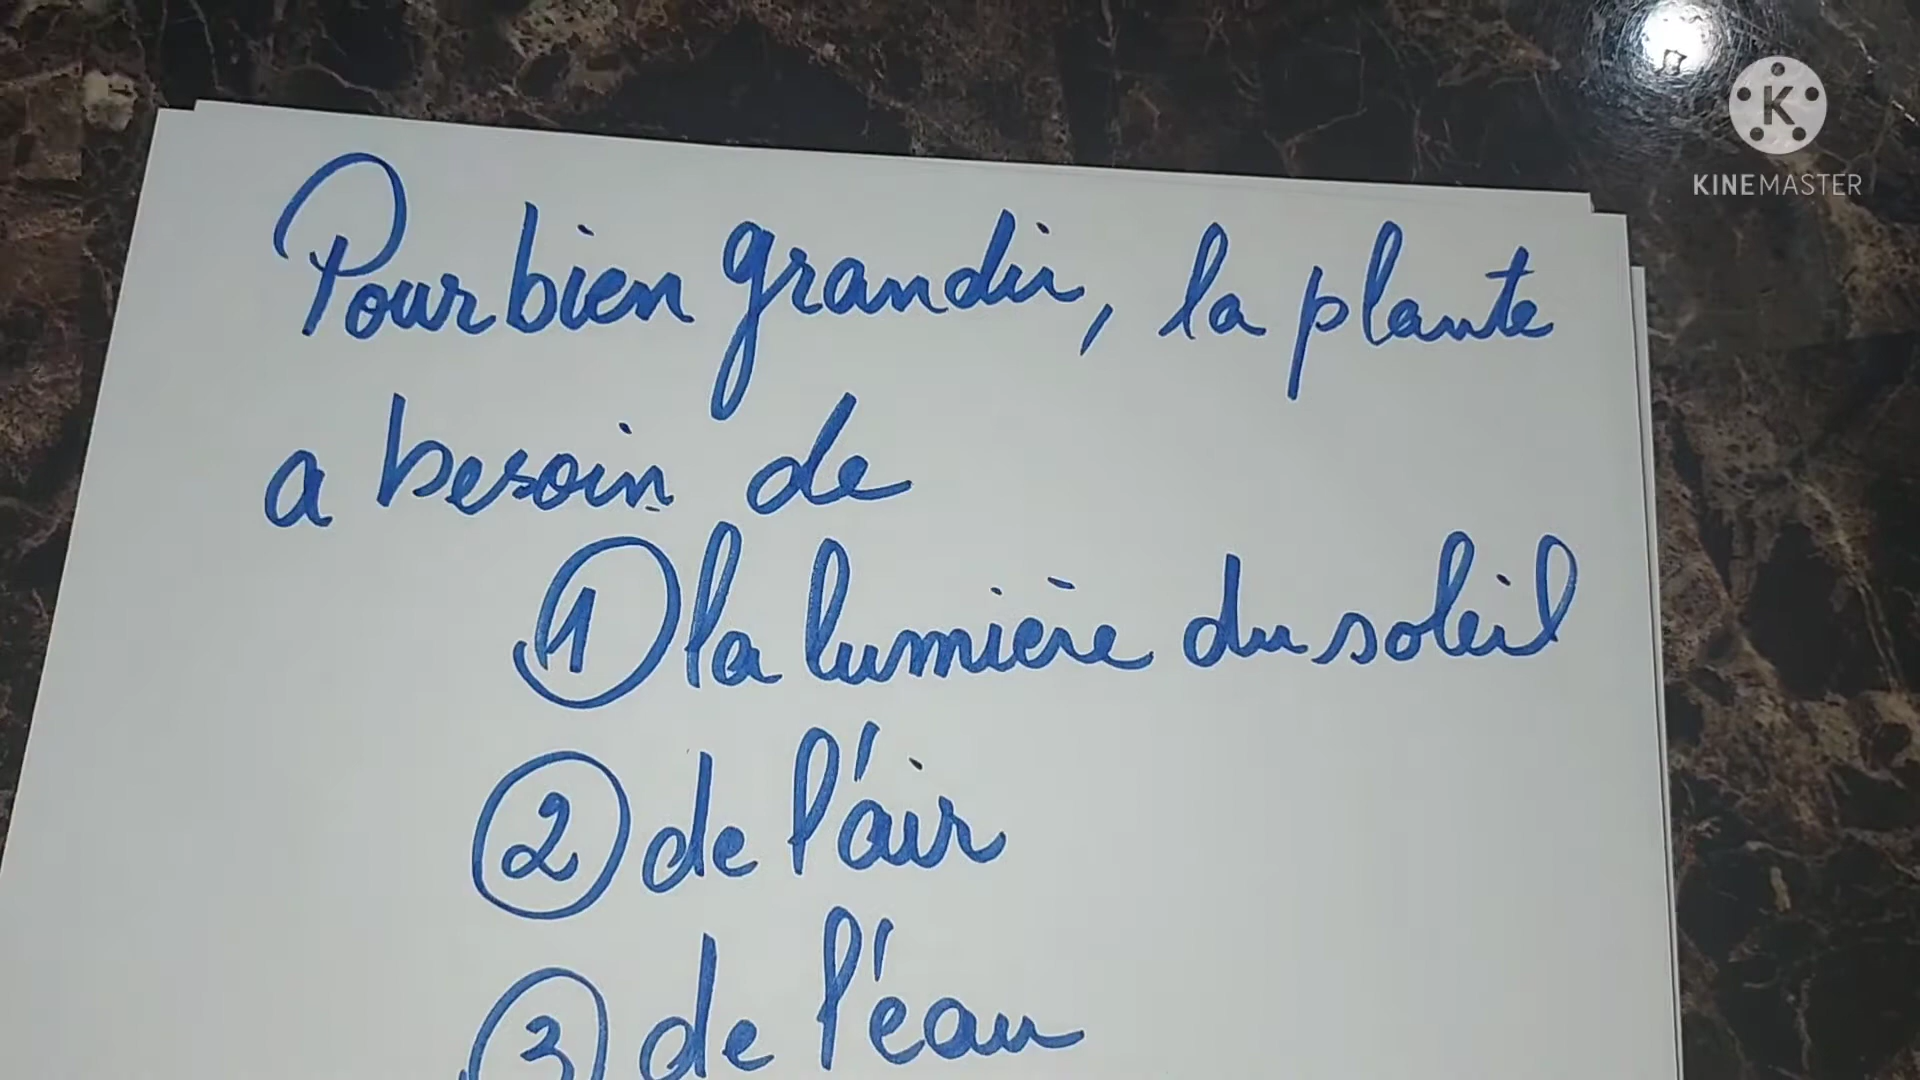 KINEMASTER
Pour bien grandir, la plante
a besoin de
① la lumière du soleil
② de l'air
③ de l'eau